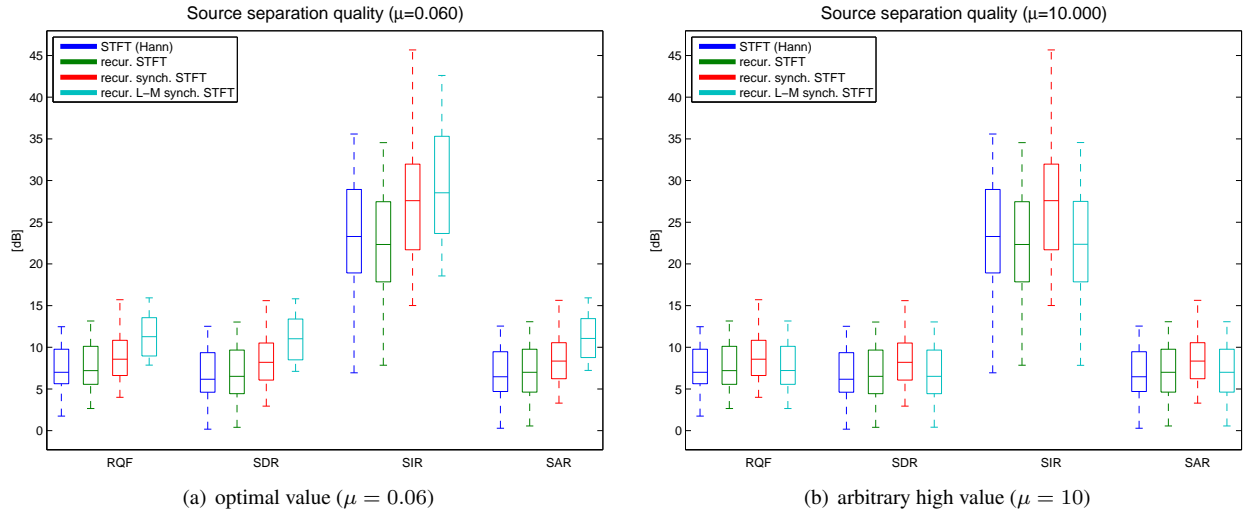 Source separation quality (μ=0.060)
STFT (Hann)
recur. STFT
recur. synch. STFT
recur. L−M synch. STFT
45
40
35
30
25
20
15
10
5
0
[dB]
RQF SDR SIR SAR
(a) optimal value (μ = 0.06)
Source separation quality (μ=10.000)
STFT (Hann)
recur. STFT
recur. synch. STFT
recur. L−M synch. STFT
45
40
35
30
25
20
15
10
5
0
[dB]
RQF SDR SIR SAR
(b) arbitrary high value (μ = 10)